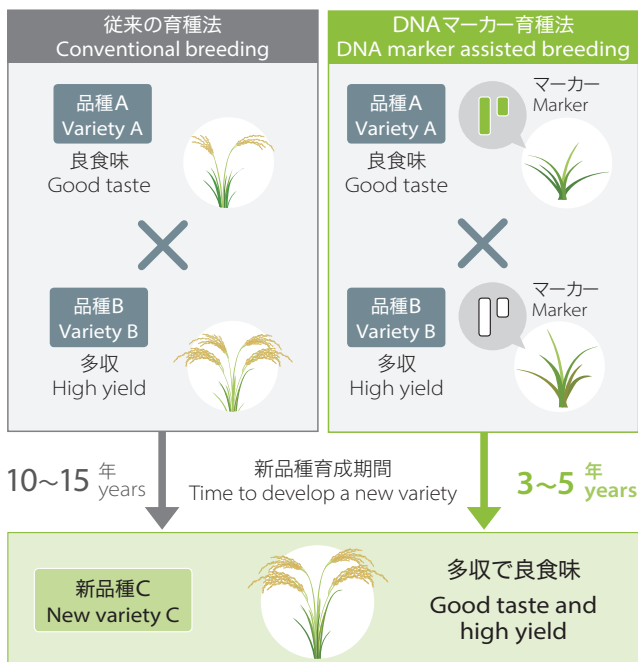 従来の育種法
Conventional breeding
品種A
Variety A
良食味
Good taste
品種B
Variety B
多収
High yield
DNAマーカー育種法
DNA marker assisted breeding
品種A
Variety A
良食味
Good taste
マーカー
Marker
品種B
Variety B
多収
High yield
マーカー
Marker
10～15 年
years
新品種育成期間
Time to develop a new variety
3～5 年
years
新品種C
New variety C
多収で良食味
Good taste and
high yield